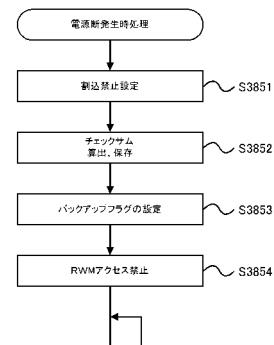 電源断発生時処理
割込禁止設定
S3851
チェックサム
算出、保存
S3852
バックアップフラグの設定
S3853
RWMアクセス禁止
S3854